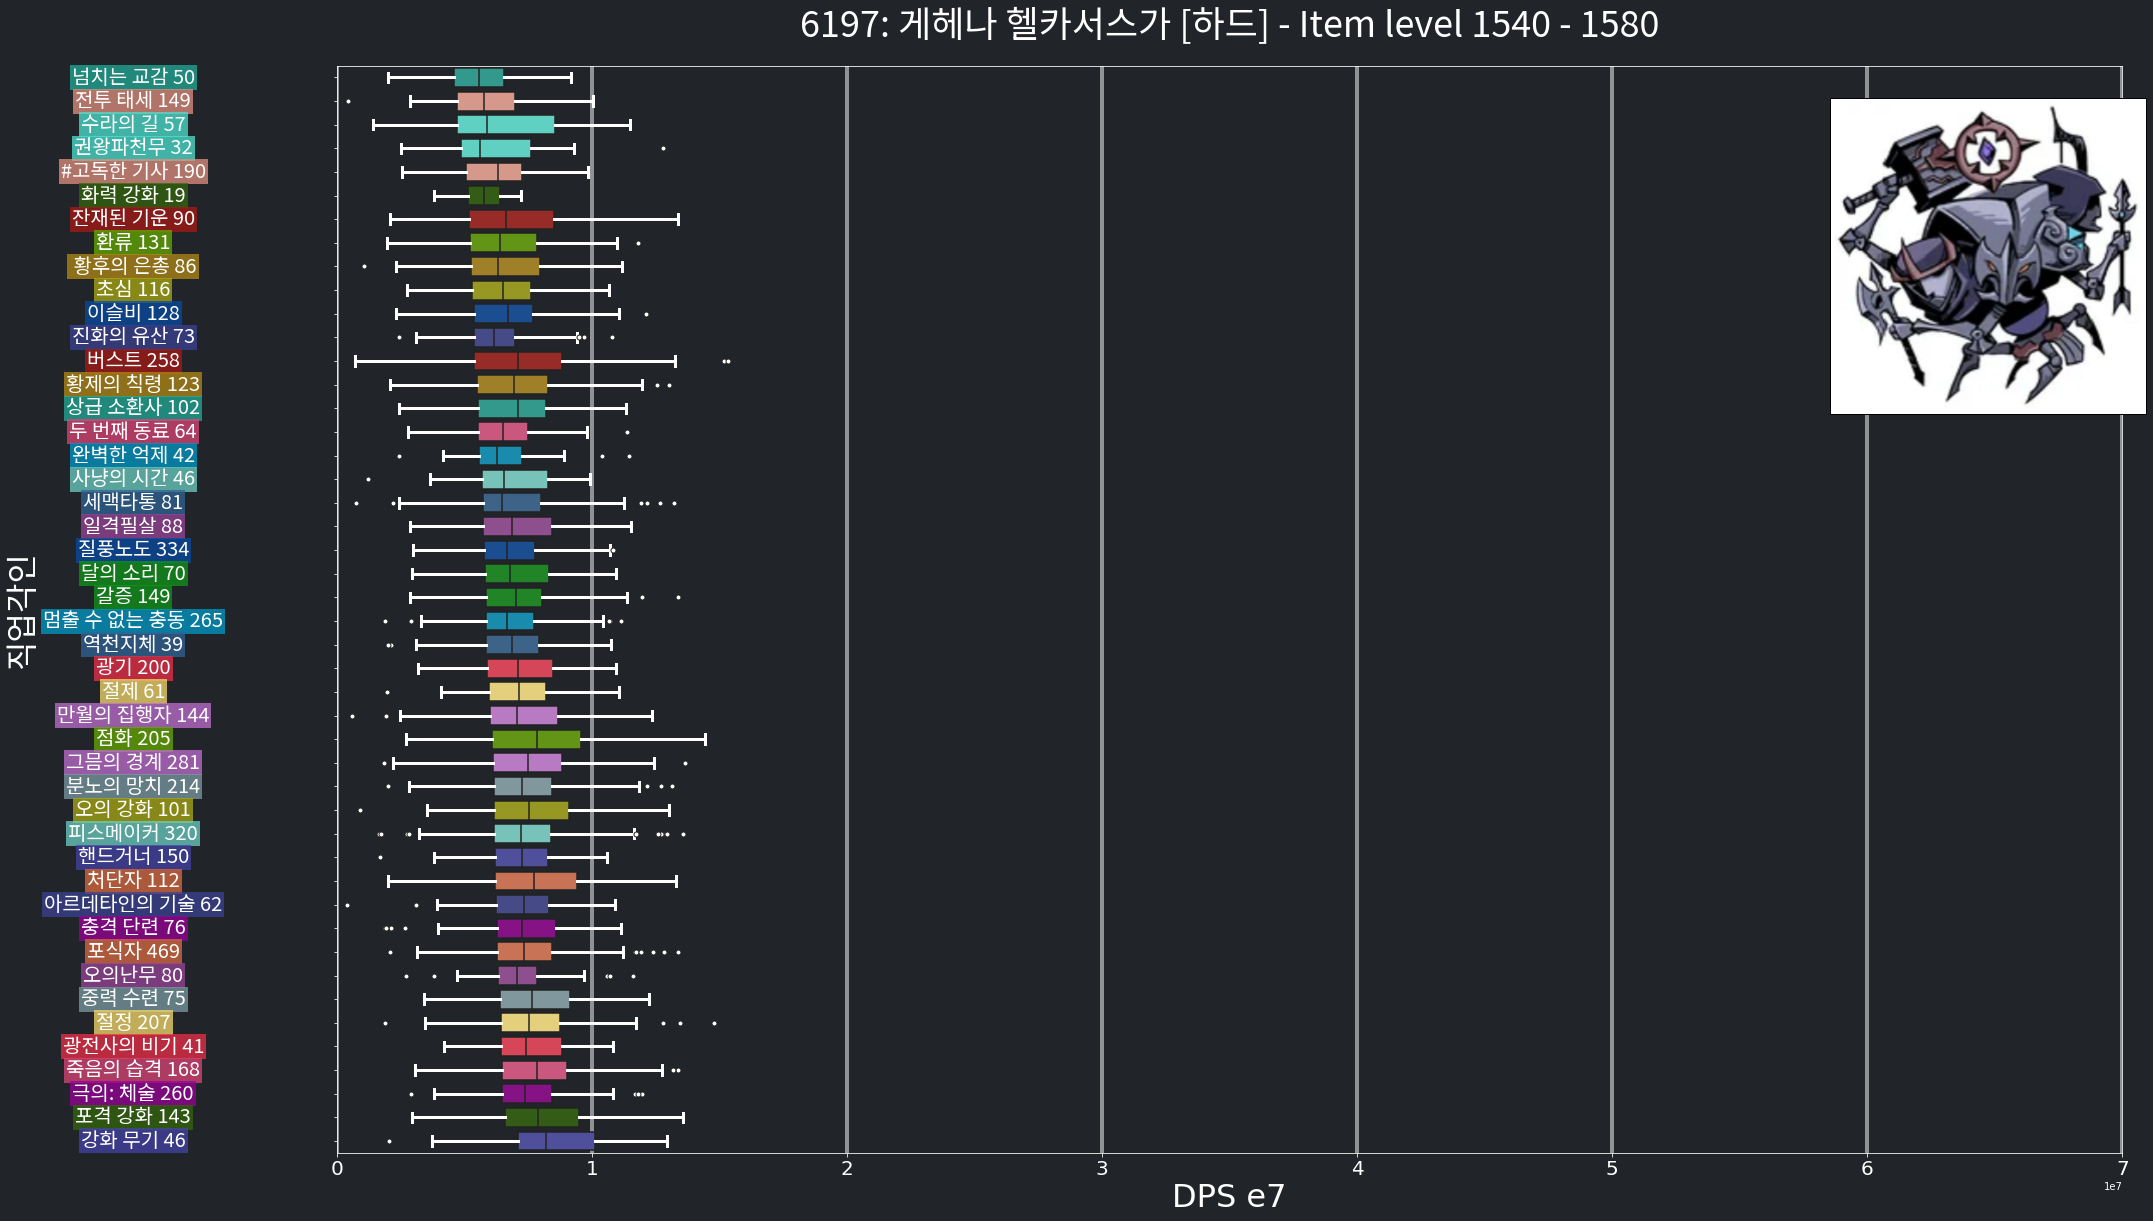 6197: 게헤나 헬카서스가 [하드] - Item level 1540 - 1580
직업각인
넘치는 교감 50
전투 태세 149
수라의 길 57
권왕파천무 32
#고독한 기사 190
화력 강화 19
잔재된 기운 90
환류 131
황후의 은총 86
초심 116
이슬비 128
진화의 유산 73
버스트 258
황제의 칙령 123
상급 소환사 102
두 번째 동료 64
완벽한 억제 42
사냥의 시간 46
세맥타통 81
일격필살 88
질풍노도 334
달의 소리 70
갈증 149
멈출 수 없는 충동 265
역천지체 39
광기 200
절제 61
만월의 집행자 144
점화 205
그믐의 경계 281
분노의 망치 214
오의 강화 101
피스메이커 320
핸드거너 150
처단자 112
아르데타인의 기술 62
충격 단련 76
포식자 469
오의난무 80
중력 수련 75
절정 207
광전사의 비기 41
죽음의 습격 168
극의: 체술 260
포격 강화 143
강화 무기 46
0 1 2 3 4 5 6 7
1e7
DPS e7